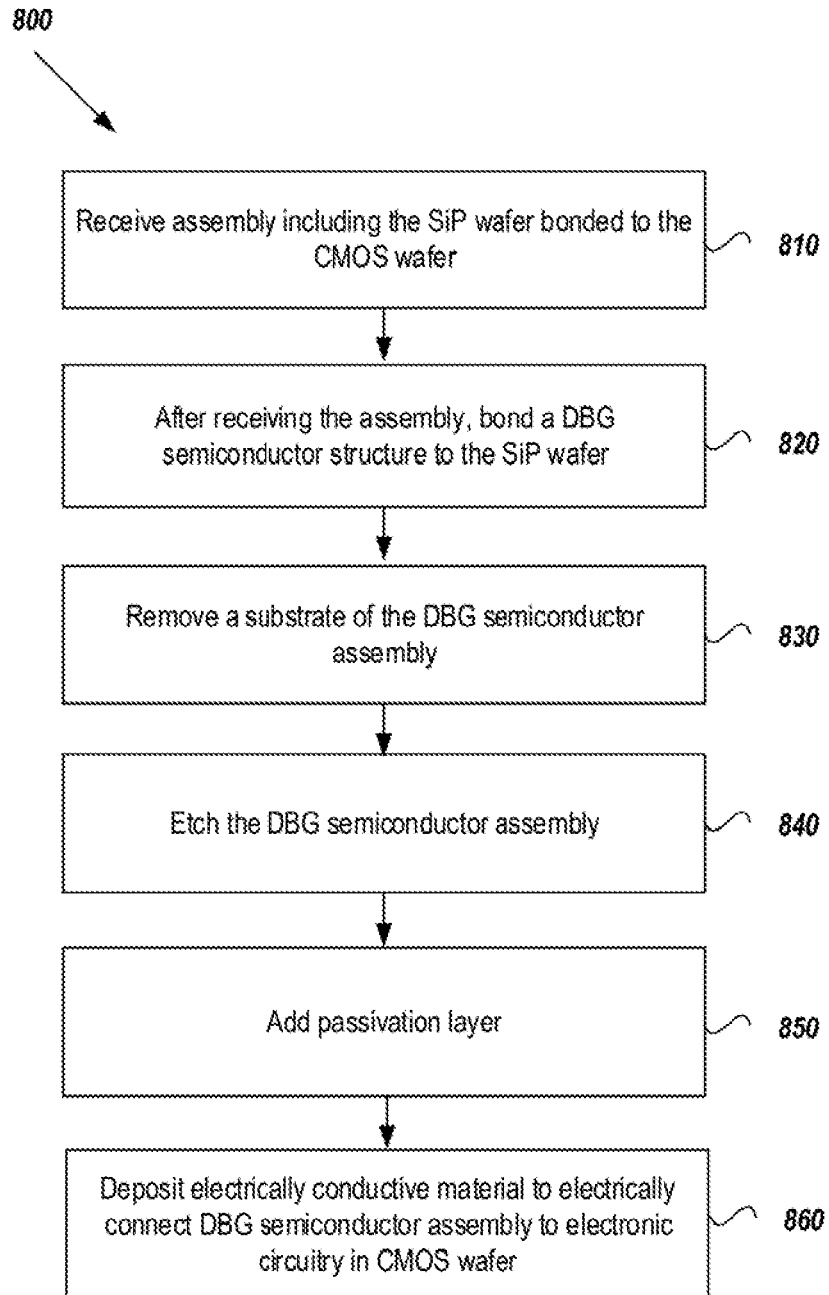 800
Receive assembly including the SiP wafer bonded to the
CMOS wafer
810
After receiving the assembly, bond a DBG
semiconductor structure to the SiP wafer
820
Remove a substrate of the DBG semiconductor
assembly
830
Etch the DBG semiconductor assembly
840
Add passivation layer
850
Deposit electrically conductive material to electrically
connect DBG semiconductor assembly to electronic
circuitry in CMOS wafer
860